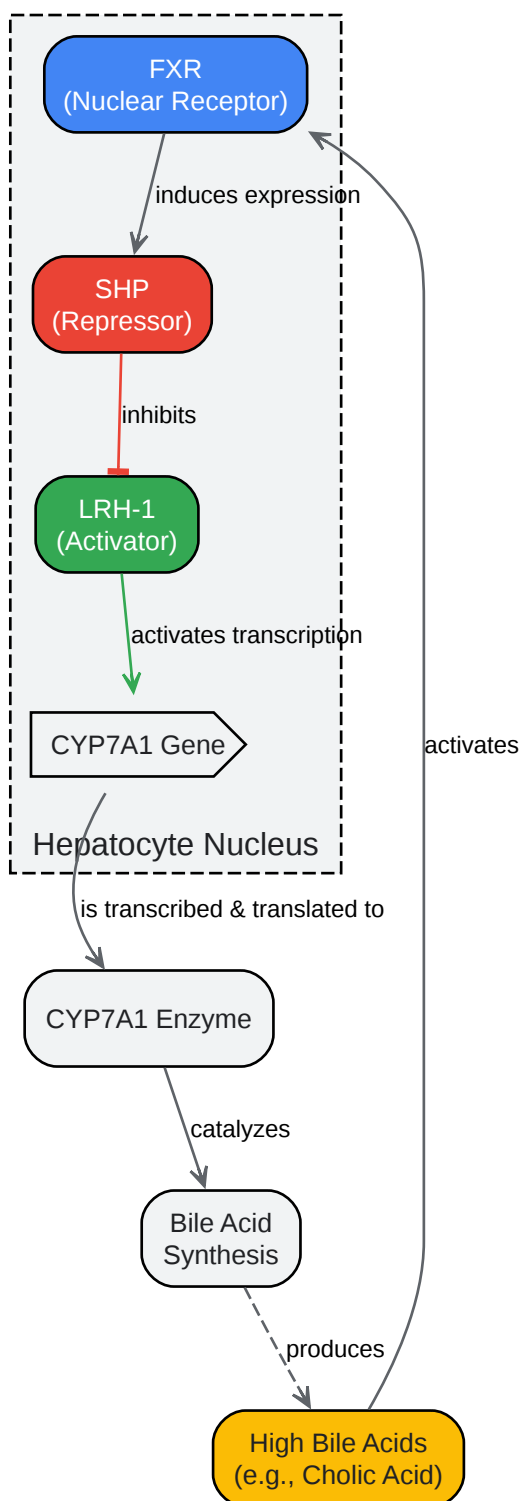 FXR
(Nuclear Receptor)
induces expression
SHP
(Repressor)
inhibits
LRH-1
(Activator)
activates transcription
CYP7A1 Gene
activates
Hepatocyte Nucleus
is transcribed & translated to
CYP7A1 Enzyme
catalyzes
Bile Acid
Synthesis
produces
High Bile Acids
(e.g., Cholic Acid)